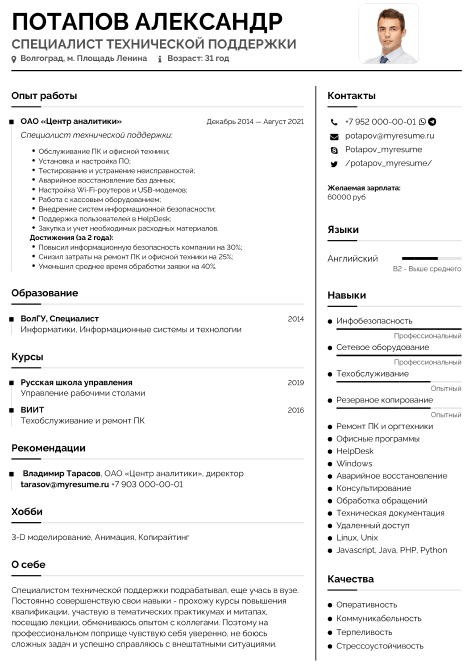 ПОТАПОВ АЛЕКСАНДР
СПЕЦИАЛИСТ ТЕХНИЧЕСКОЙ ПОДДЕРЖКИ
Волгоград, м. Площадь Ленина Возраст: 31 год
Опыт работы
ОАО «Центр аналитики» Декабрь 2014 — Август 2021
Специалист технической поддержки:
• Обслуживание ПК и офисной техники;
• Установка и настройка ПО;
• Тестирование и устранение неисправностей;
• Аварийное восстановление баз данных;
• Настройка Wi-Fi-роутеров и USB-модемов;
• Работа с кассовым оборудованием;
• Внедрение систем информационной безопасности;
• Поддержка пользователей в HelpDesk;
• Закупка и учет необходимых расходных материалов.
Достижения (за 2 года):
• Повысил информационную безопасность компании на 30%;
• Снизил затраты на ремонт ПК и офисной техники на 25%;
• Уменьшил среднее время обработки заявки на 40%.
Образование
ВолГУ, Специалист 2014
Информатики, Информационные системы и технологии
Курсы
Русская школа управления 2019
Управление рабочими столами
ВИИТ 2016
Техобслуживание и ремонт ПК
Рекомендации
Владимир Тарасов, ОАО «Центр аналитики», директор
tarasov@myresume.ru +7 903 000-00-01
Хобби
3-D моделирование, Анимация, Копирайтинг
О себе
Специалистом технической поддержки подрабатывал, еще учась в вузе.
Постоянно совершенствую свои навыки - прохожу курсы повышения
квалификации, участвую в тематических практикумах и митапах,
посещаю лекции, обмениваюсь опытом с коллегами. Поэтому на
профессиональном поприще чувствую себя уверенно, не боюсь
сложных задач и успешно справляюсь с внештатными ситуациями.
Контакты
+7 952 000-00-01
potapov@myresume.ru
/Potapov_myresume
/potapov_myresume/
Желаемая зарплата:
60000 руб
Языки
Английский
B2 - Выше среднего
Навыки
• Инфобезопасность
Профессиональный
• Сетевое оборудование
Профессиональный
• Техобслуживание
Опытный
• Резервное копирование
Опытный
• Ремонт ПК и оргтехники
• Офисные программы
• HelpDesk
• Windows
• Аварийное восстановление
• Консультирование
• Обработка обращений
• Техническая документация
• Удаленный доступ
• Linux, Unix
• Javascript, Java, PHP, Python
Качества
• Оперативность
• Коммуникабельность
• Терпеливость
• Стрессоустойчивость